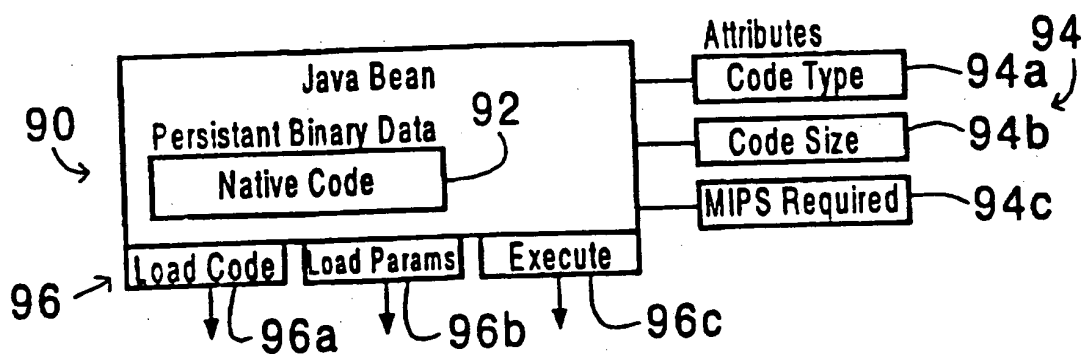 Attributes
94
Java Bean
Code Type
94a
90
Persistant Binary Data
92
Code Size
94b
Native Code
MIPS Required
94c
96
Load Code
Load Params
Execute
96a
96b
96c